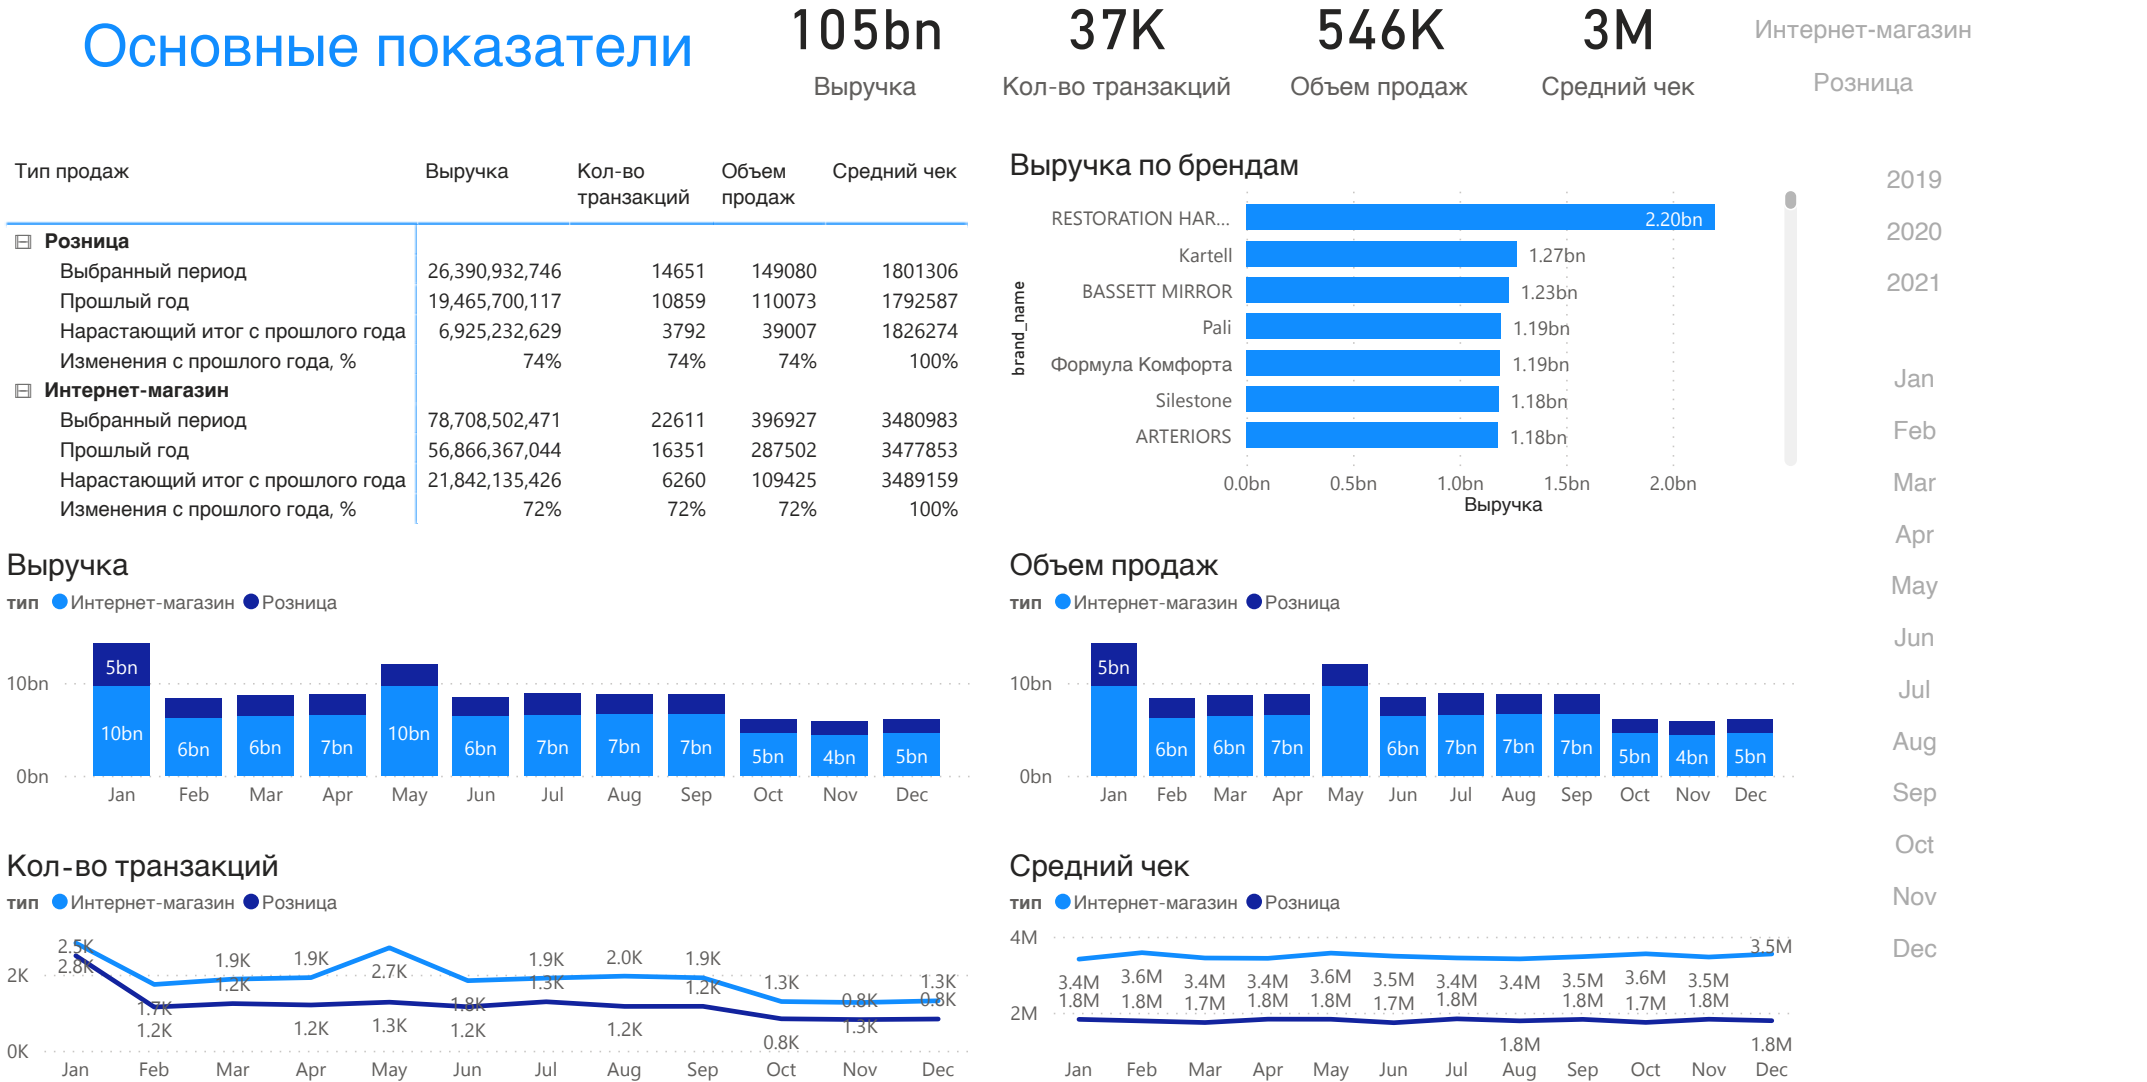 Основные показатели
105bn
Выручка
37K
Кол-во транзакций
546K
Объем продаж
3M
Средний чек
Интернет-магазин
Розница
Тип продаж Выручка Кол-во транзакций Объем продаж Средний чек
Розница
Выбранный период 26,390,932,746 14651 149080 1801306
Прошлый год 19,465,700,117 10859 110073 1792587
Нарастающий итог с прошлого года 6,925,232,629 3792 39007 1826274
Изменения с прошлого года, % 74% 74% 74% 100%
Интернет-магазин
Выбранный период 78,708,502,471 22611 396927 3480983
Прошлый год 56,866,367,044 16351 287502 3477853
Нарастающий итог с прошлого года 21,842,135,426 6260 109425 3489159
Изменения с прошлого года, % 72% 72% 72% 100%
Выручка по брендам
brand_name
RESTORATION HAR... 2.20bn
Kartell 1.27bn
BASSETT MIRROR 1.23bn
Pali 1.19bn
Формула Комфорта 1.19bn
Silestone 1.18bn
ARTERIORS 1.18bn
0.0bn 0.5bn 1.0bn 1.5bn 2.0bn
Выручка
2019
2020
2021
Jan
Feb
Mar
Apr
May
Jun
Jul
Aug
Sep
Oct
Nov
Dec
Выручка
тип Интернет-магазин Розница
5bn
10bn
10bn 6bn 6bn 7bn 10bn 6bn 7bn 7bn 7bn 5bn 4bn 5bn
0bn
Jan Feb Mar Apr May Jun Jul Aug Sep Oct Nov Dec
Объем продаж
тип Интернет-магазин Розница
5bn
10bn
6bn 6bn 7bn 6bn 7bn 7bn 7bn 5bn 4bn 5bn
0bn
Jan Feb Mar Apr May Jun Jul Aug Sep Oct Nov Dec
Кол-во транзакций
тип Интернет-магазин Розница
2.5K 1.9K 1.9K 1.9K 2.0K 1.9K
2.8K 2.7K
2K 1.2K 1.3K 1.2K 1.3K 1.3K
1.7K 1.8K 0.8K 0.8K
1.2K 1.2K 1.3K 1.2K 1.2K 1.3K
0.8K
0K
Jan Feb Mar Apr May Jun Jul Aug Sep Oct Nov Dec
Средний чек
тип Интернет-магазин Розница
4M
3.5M
3.4M 3.6M 3.4M 3.4M 3.6M 3.5M 3.4M 3.4M 3.5M 3.6M 3.5M
1.8M 1.8M 1.7M 1.8M 1.8M 1.7M 1.8M 1.8M 1.7M 1.8M
2M
1.8M 1.8M
Jan Feb Mar Apr May Jun Jul Aug Sep Oct Nov Dec